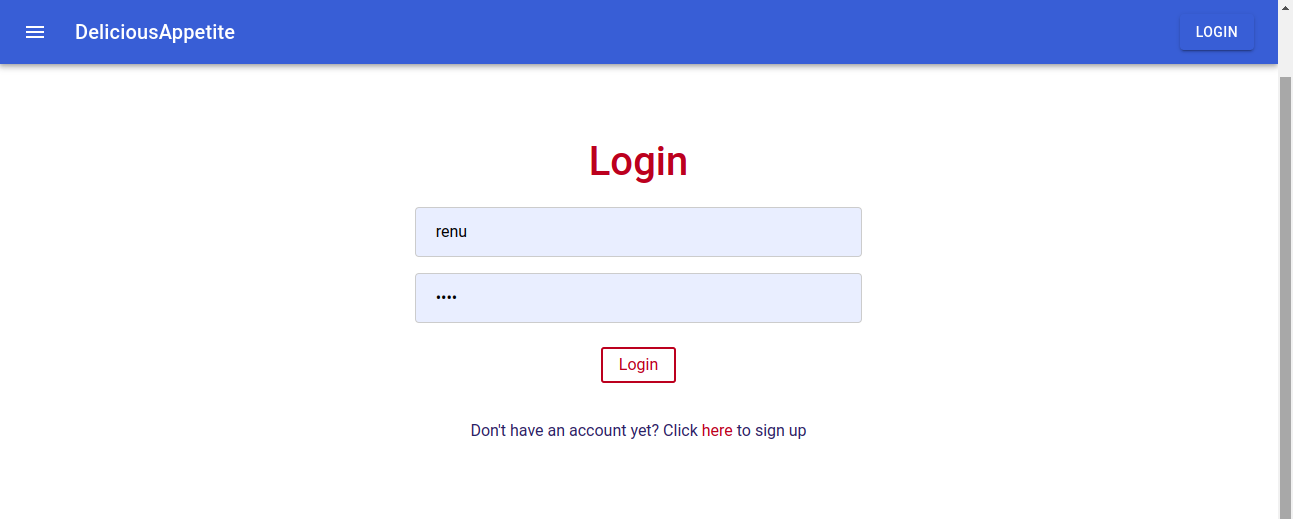 DeliciousAppetite
LOGIN
Login
renu
••••
Login
Don't have an account yet? Click here to sign up